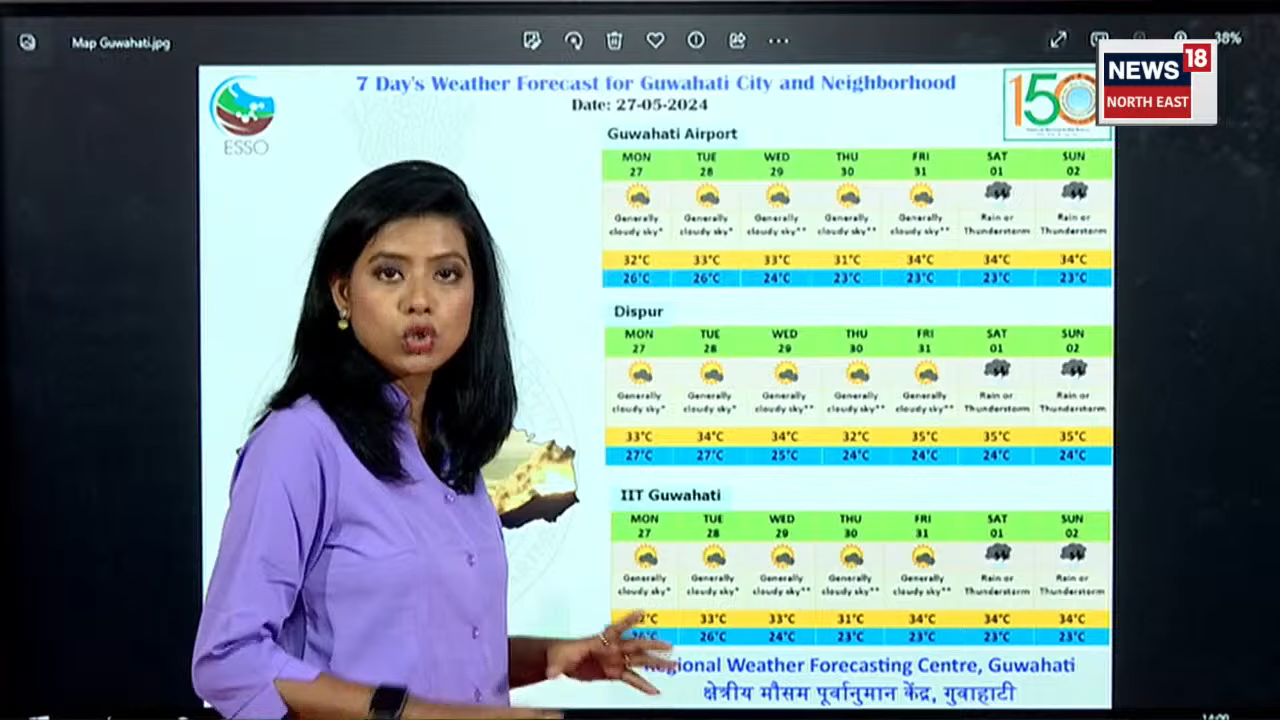 Map Guwahati.jpg
38%
NEWS 18
NORTH EAST
ESSO
7 Day's Weather Forecast for Guwahati City and Neighborhood
Date: 27-05-2024
150
Guwahati Airport
MON TUE WED THU FRI SAT SUN
27 28 29 30 31 01 02
Generally Generally Generally Generally Generally Rain or Rain or
cloudy sky* cloudy sky* cloudy sky** cloudy sky** cloudy sky** Thunderstorm Thunderstorm
32°C 33°C 33°C 31°C 34°C 34°C 34°C
26°C 26°C 24°C 23°C 23°C 23°C 23°C
Dispur
MON TUE WED THU FRI SAT SUN
27 28 29 30 31 01 02
Generally Generally Generally Generally Generally Rain or Rain or
cloudy sky* cloudy sky* cloudy sky** cloudy sky** cloudy sky** Thunderstorm Thunderstorm
33°C 34°C 34°C 32°C 35°C 35°C 35°C
27°C 27°C 25°C 24°C 24°C 24°C 24°C
IIT Guwahati
MON TUE WED THU FRI SAT SUN
27 28 29 30 31 01 02
Generally Generally Generally Generally Generally Rain or Rain or
cloudy sky* cloudy sky* cloudy sky** cloudy sky** cloudy sky** Thunderstorm Thunderstorm
2°C 33°C 33°C 31°C 34°C 34°C 34°C
26°C 26°C 24°C 23°C 23°C 23°C 23°C
Regional Weather Forecasting Centre, Guwahati
क्षेत्रीय मौसम पूर्वानुमान केंद्र, गुवाहाटी